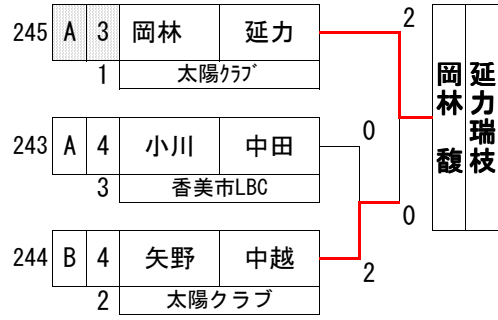 245 A 3 岡林 延力 2
1 太陽ｸﾗﾌﾞ
243 A 4 小川 中田 0
3 香美市LBC
0
244 B 4 矢野 中越 2
2 太陽クラブ
岡林 馥
延力瑞枝